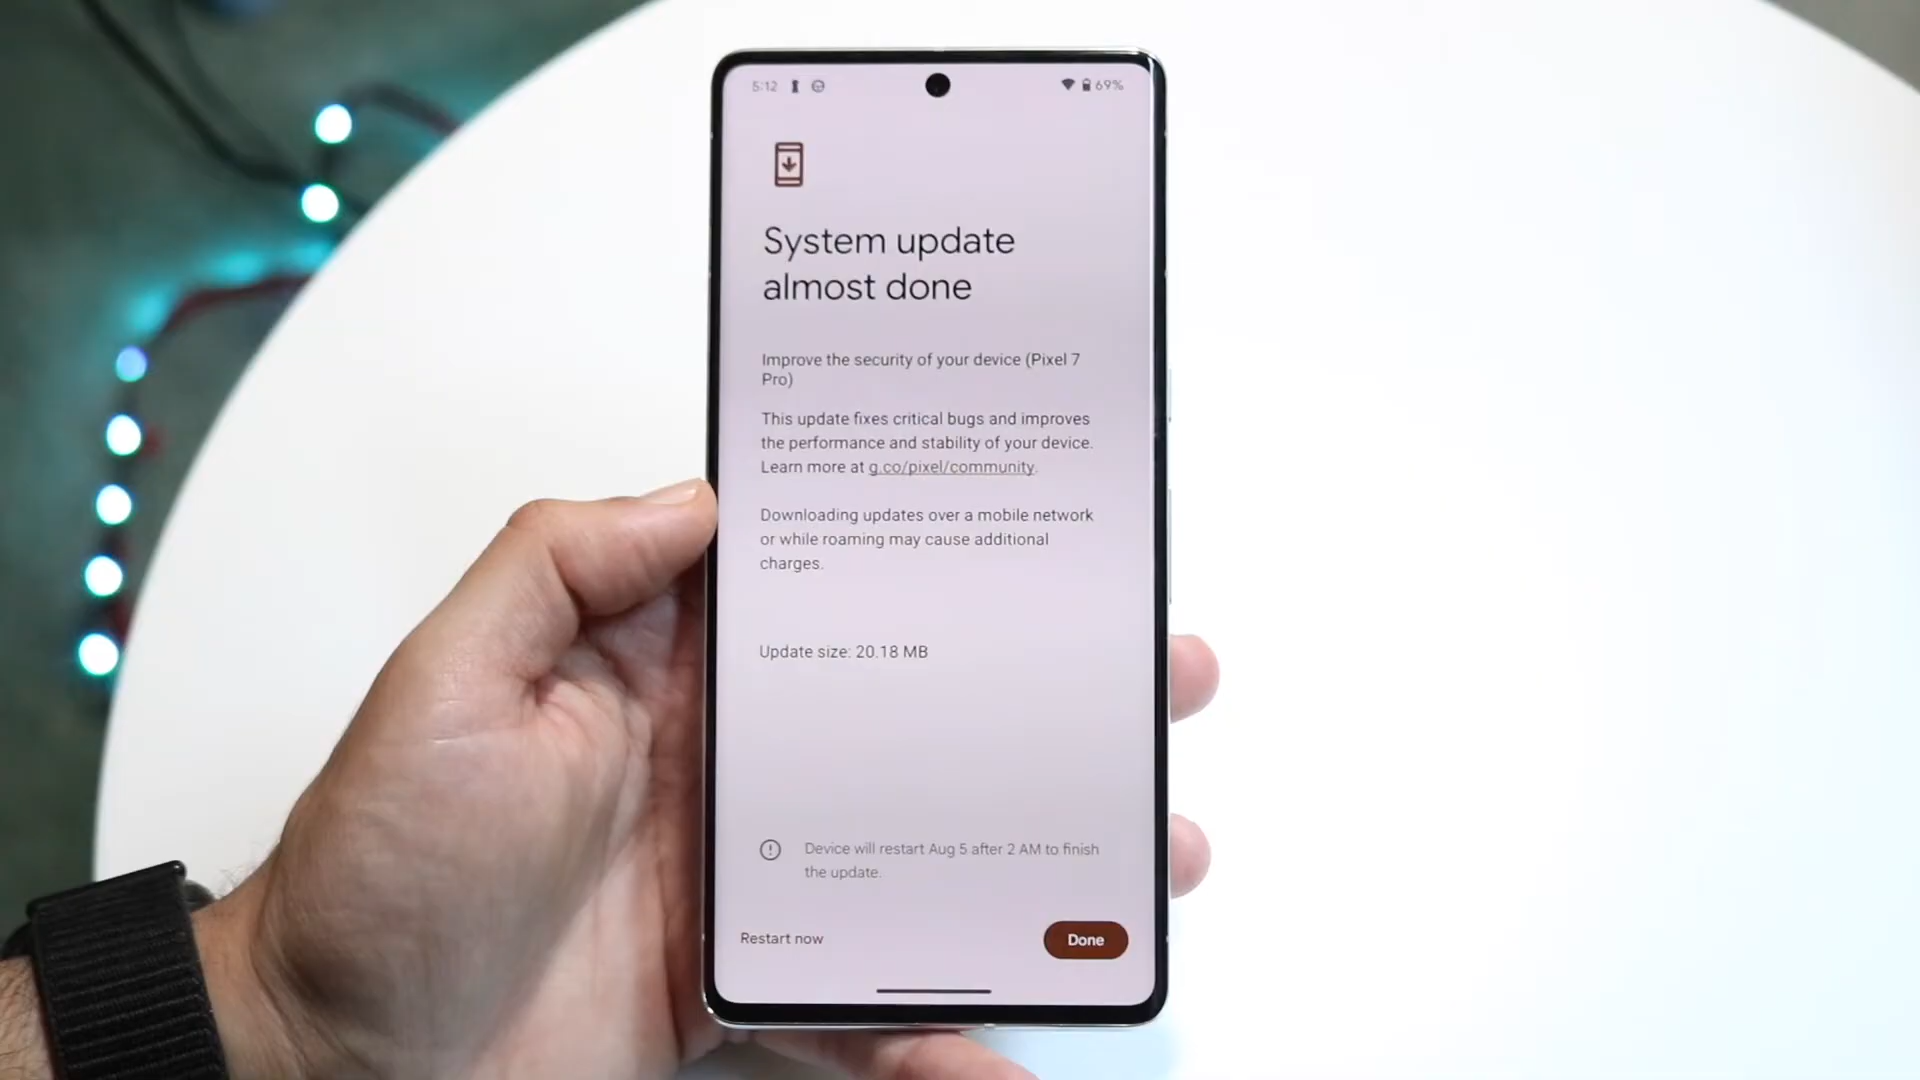 5:12
69%
System update
almost done
Improve the security of your device (Pixel 7
Pro)
This update fixes critical bugs and improves
the performance and stability of your device.
Learn more at g.co/pixel/community.
Downloading updates over a mobile network
or while roaming may cause additional
charges.
Update size: 20.18 MB
Device will restart Aug 5 after 2 AM to finish
the update.
Restart now
Done